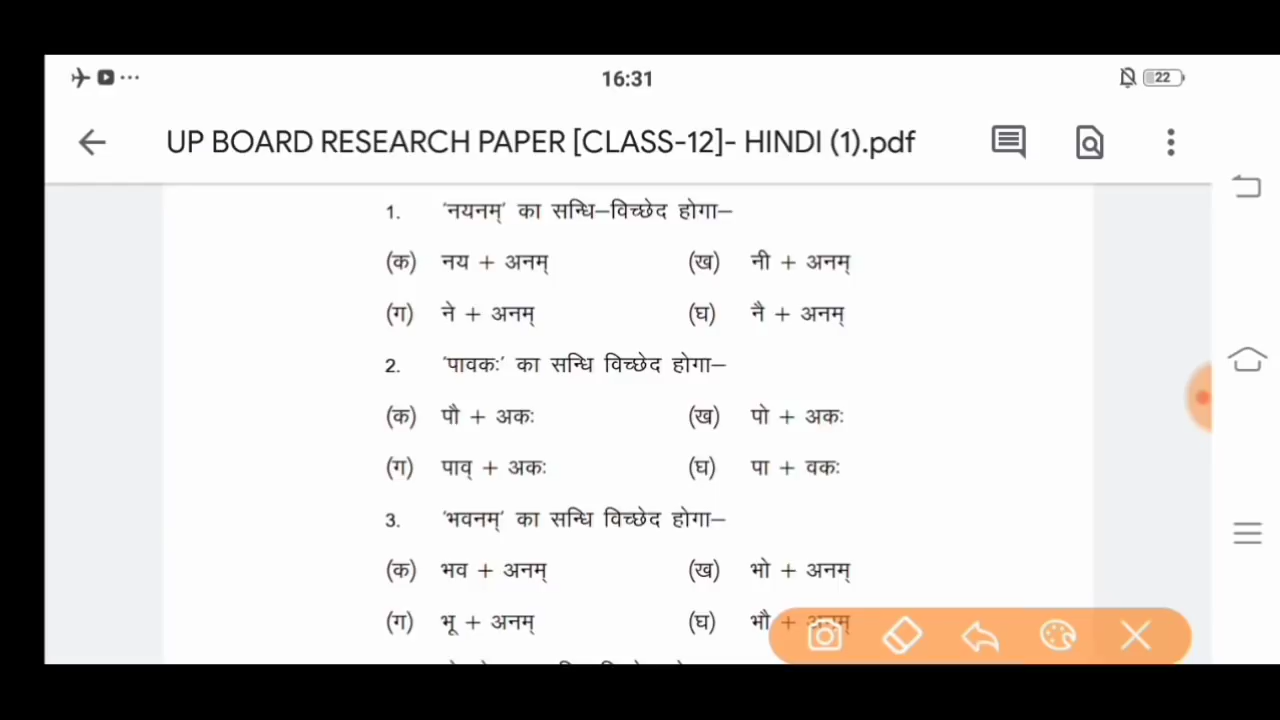 16:31
22
UP BOARD RESEARCH PAPER [CLASS-12]- HINDI (1).pdf
1. 'नयनम्' का सन्धि–विच्छेद होगा–
(क) नय + अनम् (ख) नी + अनम्
(ग) ने + अनम् (घ) नै + अनम्
2. 'पावकः' का सन्धि विच्छेद होगा–
(क) पौ + अकः (ख) पो + अकः
(ग) पाव् + अकः (घ) पा + वकः
3. 'भवनम्' का सन्धि विच्छेद होगा–
(क) भव + अनम् (ख) भो + अनम्
(ग) भू + अनम् (घ) भौ + अनम्